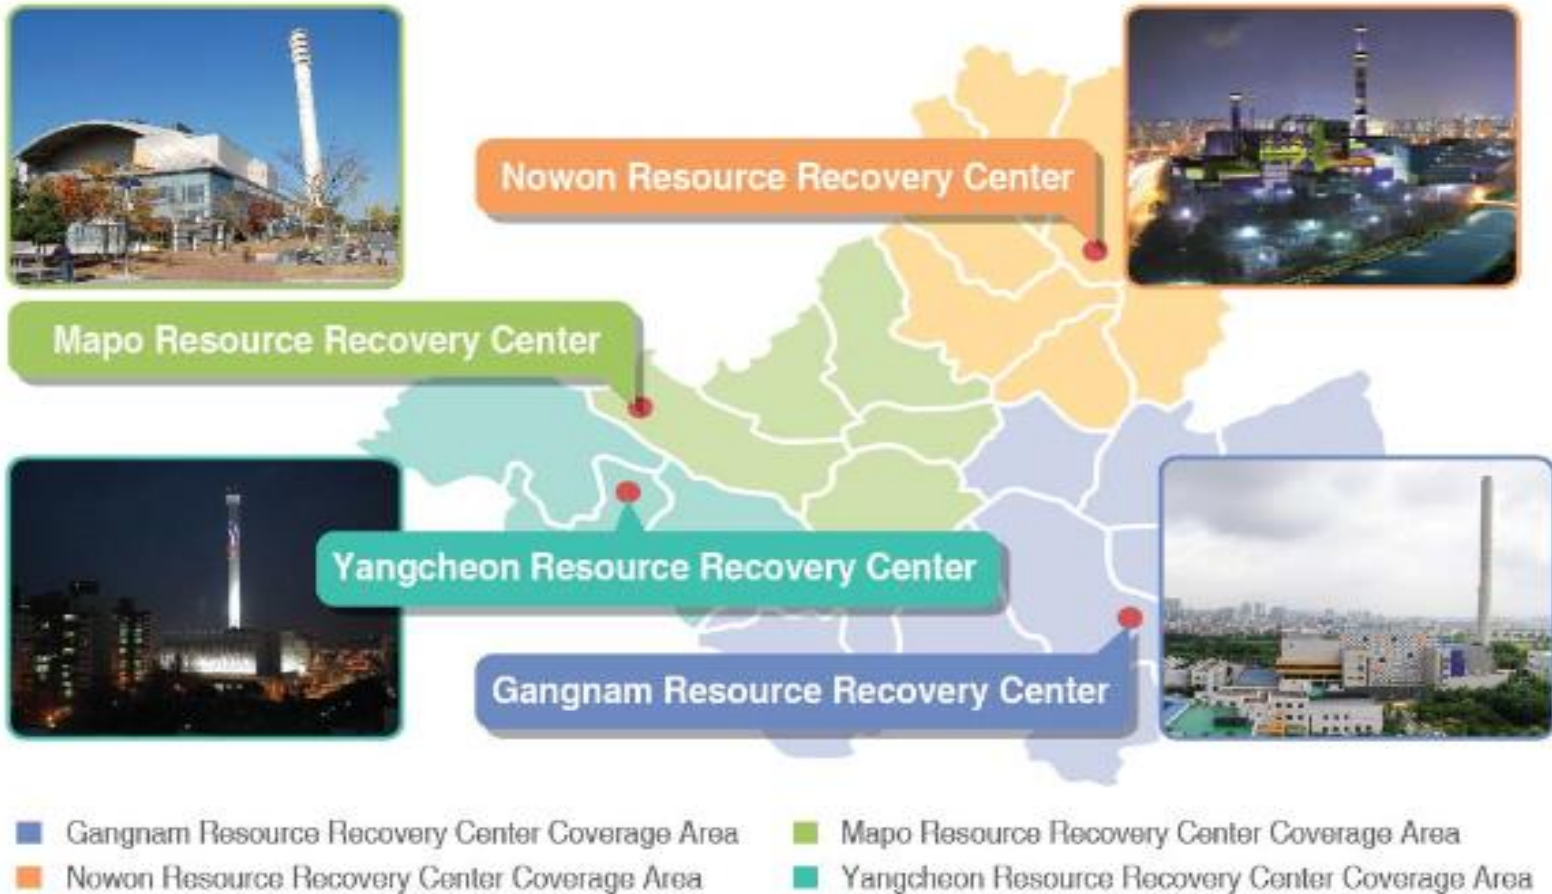 Nowon Resource Recovery Center
Mapo Resource Recovery Center
Yangcheon Resource Recovery Center
Gangnam Resource Recovery Center
Gangnam Resource Recovery Center Coverage Area
Mapo Resource Recovery Center Coverage Area
Nowon Resource Recovery Center Coverage Area
Yangcheon Resource Recovery Center Coverage Area